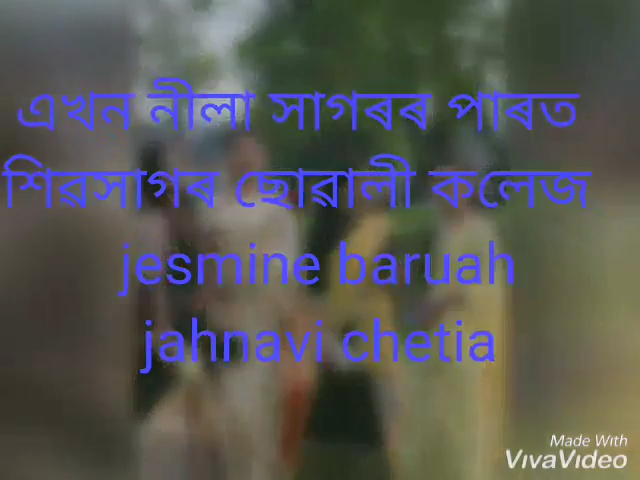 এখন নীলা সাগৰৰ পাৰত
শিৱসাগৰ ছোৱালী কলেজ
jesmine baruah
jahnavi chetia
Made With
VivaVideo